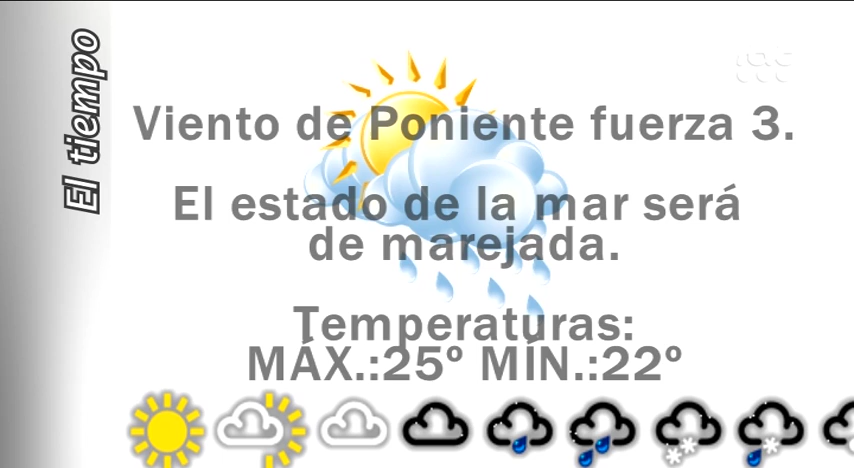 El tiempo
Viento de Poniente fuerza 3.
El estado de la mar será
de marejada.
Temperaturas:
MÁX.:25º MÍN.:22º